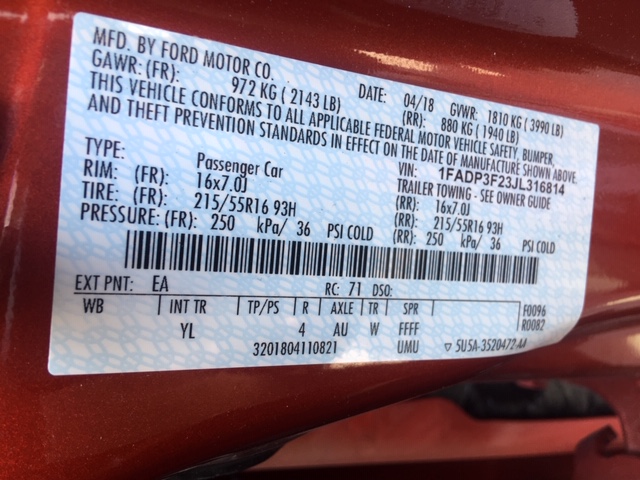 MFD. BY FORD MOTOR CO. DATE: 04/18 GVWR: 1810 KG ( 3990 LB)
GAWR: (FR): 972 KG ( 2143 LB) (RR): 880 KG ( 1940 LB)
THIS VEHICLE CONFORMS TO ALL APPLICABLE FEDERAL MOTOR VEHICLE SAFETY, BUMPER
AND THEFT PREVENTION STANDARDS IN EFFECT ON THE DATE OF MANUFACTURE SHOWN ABOVE.
VIN: 1FADP3F23JL316814
TYPE: Passenger Car TRAILER TOWING - SEE OWNER GUIDE
RIM: (FR): 16x7.0J (RR): 16x7.0J
TIRE: (FR): 215/55R16 93H (RR): 215/55R16 93H
PRESSURE: (FR): 250 kPa/ 36 PSI COLD (RR): 250 kPa/ 36 PSI COLD
EXT PNT: EA RC: 71 DSO:
WB INT TR TP/PS R AXLE TR SPR F0096
YL 4 AU W FFFF R0082
3201804110821 UMU ▽ 5U5A-3520472-AA